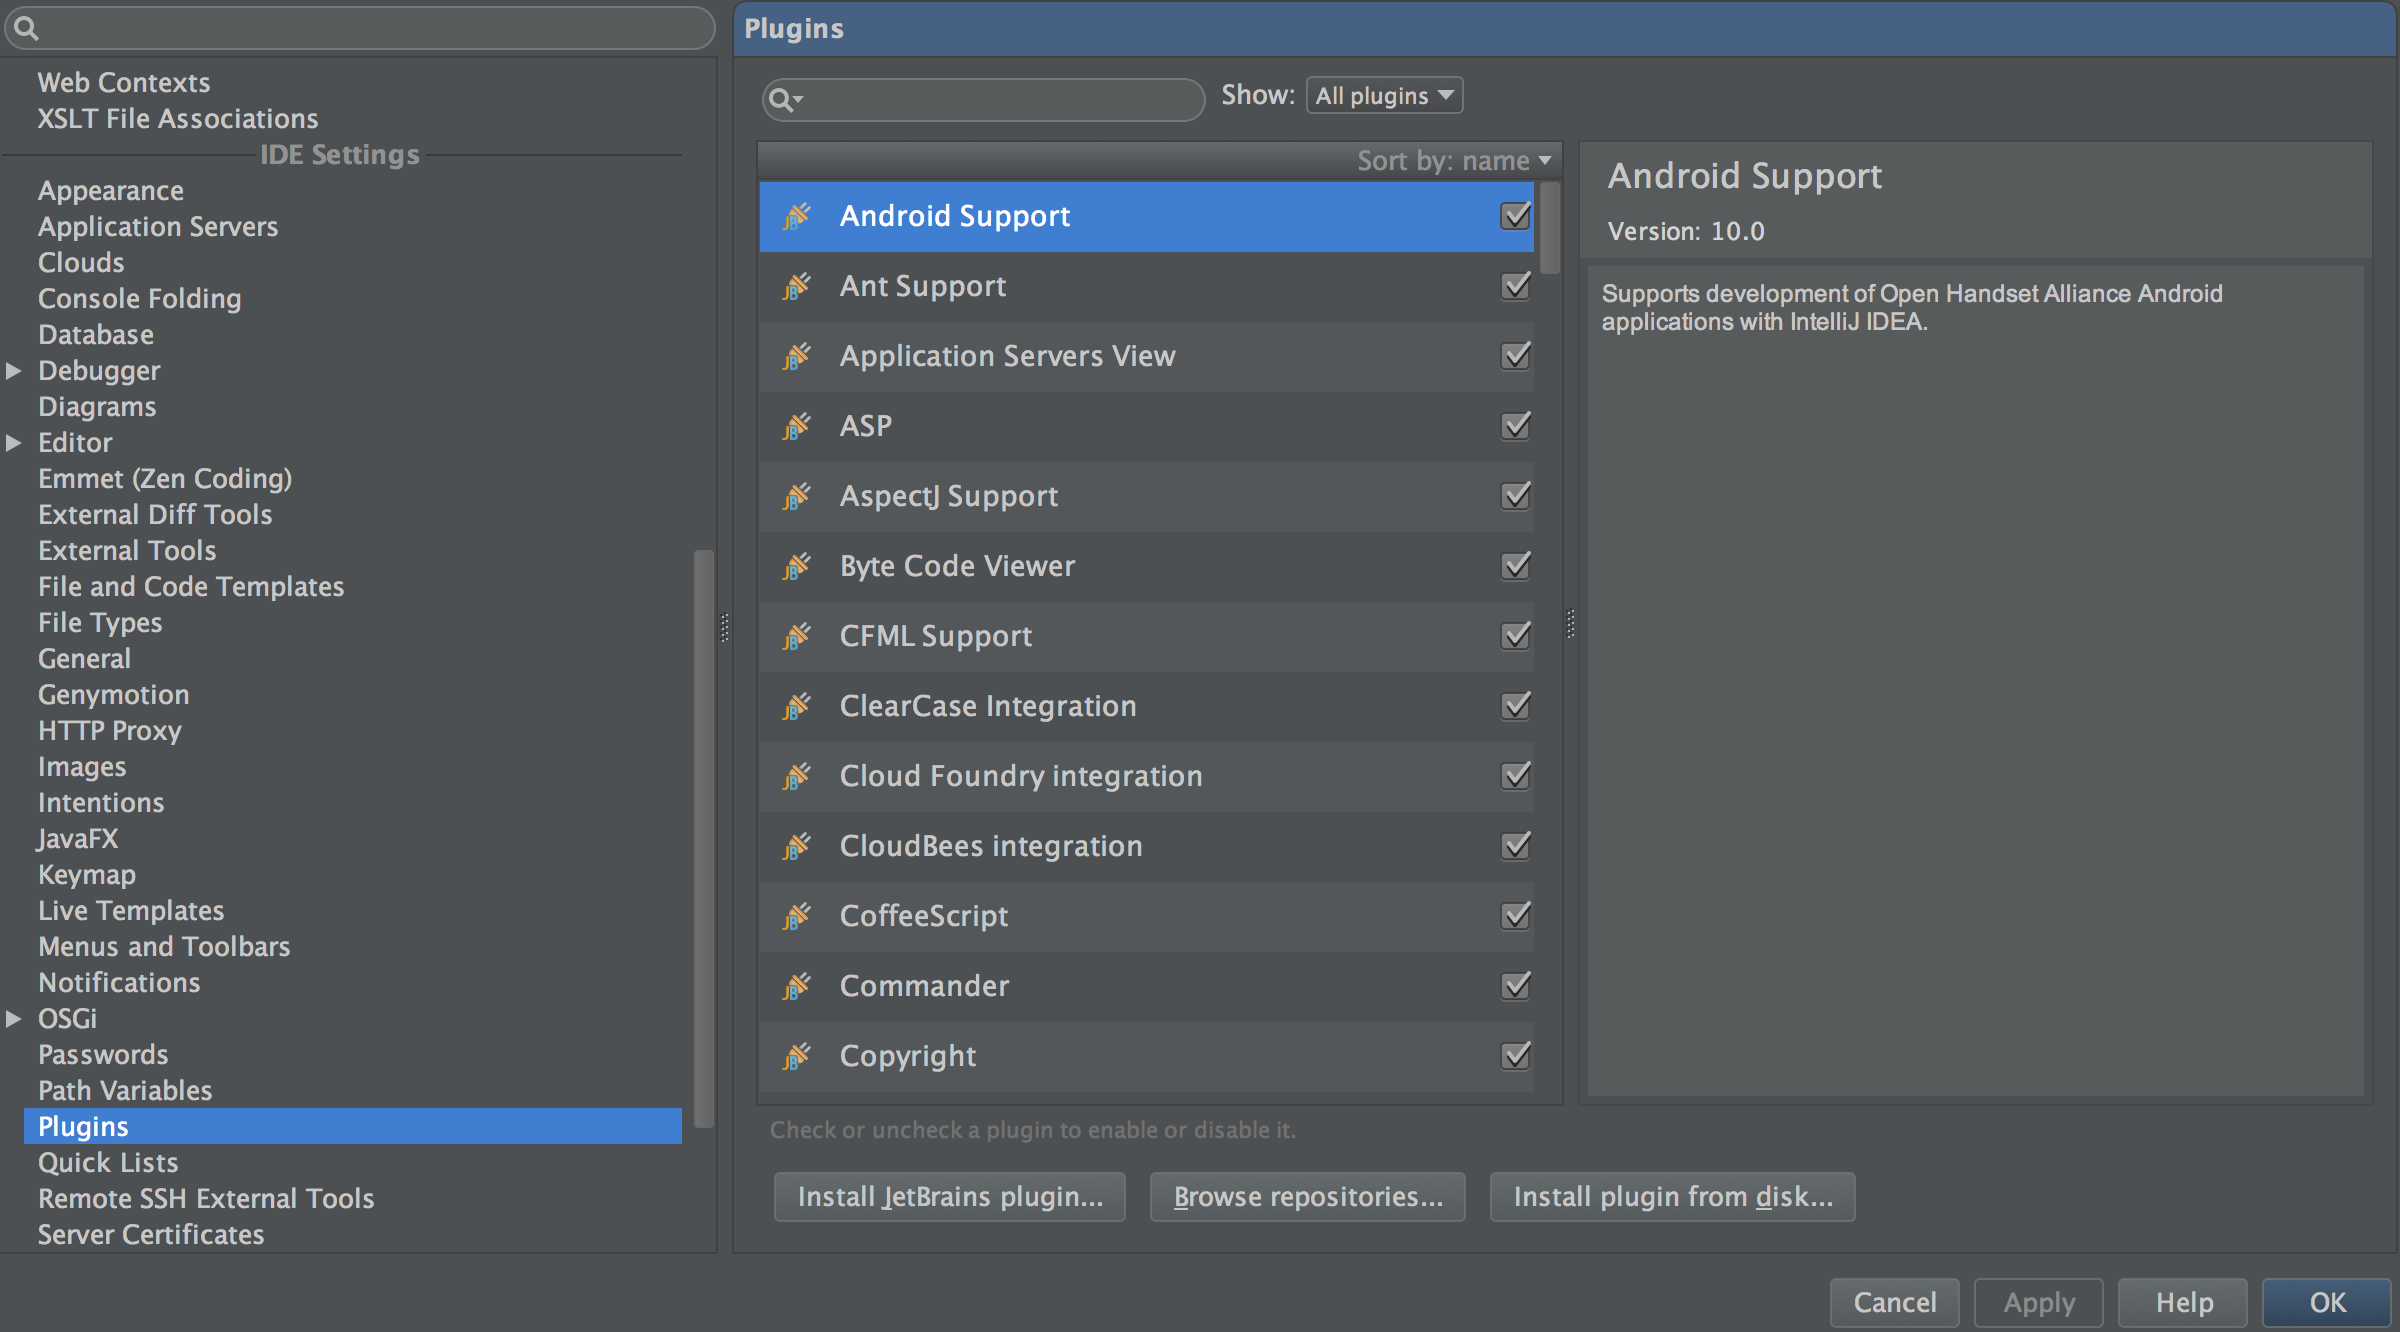 Web Contexts
XSLT File Associations
IDE Settings
Appearance
Application Servers
Clouds
Console Folding
Database
Debugger
Diagrams
Editor
Emmet (Zen Coding)
External Diff Tools
External Tools
File and Code Templates
File Types
General
Genymotion
HTTP Proxy
Images
Intentions
JavaFX
Keymap
Live Templates
Menus and Toolbars
Notifications
OSGi
Passwords
Path Variables
Plugins
Quick Lists
Remote SSH External Tools
Server Certificates
Plugins
Show: All plugins
Sort by: name
Android Support
Ant Support
Application Servers View
ASP
AspectJ Support
Byte Code Viewer
CFML Support
ClearCase Integration
Cloud Foundry integration
CloudBees integration
CoffeeScript
Commander
Copyright
Check or uncheck a plugin to enable or disable it.
Install JetBrains plugin... Browse repositories... Install plugin from disk...
Android Support
Version: 10.0
Supports development of Open Handset Alliance Android
applications with IntelliJ IDEA.
Cancel Apply Help OK